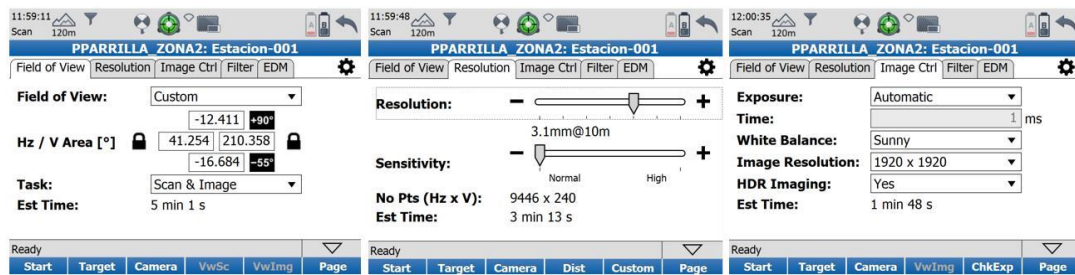 11:59:11
Scan 120m
A B
PPARRILLA_ZONA2: Estacion-001
Field of View Resolution Image Ctrl Filter EDM
Field of View: Custom
-12.411 +90°
Hz / V Area [°] 41.254 210.358
-16.684 -55°
Task: Scan & Image
Est Time: 5 min 1 s
Ready
Start Target Camera VwSc VwImg Page
11:59:48
Scan 120m
A B
PPARRILLA_ZONA2: Estacion-001
Field of View Resolution Image Ctrl Filter EDM
Resolution: − +
3.1mm@10m
Sensitivity: − +
Normal High
No Pts (Hz x V): 9446 x 240
Est Time: 3 min 13 s
Ready
Start Target Camera Dist Custom Page
12:00:35
Scan 120m
A B
PPARRILLA_ZONA2: Estacion-001
Field of View Resolution Image Ctrl Filter EDM
Exposure: Automatic
Time: 1 ms
White Balance: Sunny
Image Resolution: 1920 x 1920
HDR Imaging: Yes
Est Time: 1 min 48 s
Ready
Start Target Camera VwImg ChkExp Page